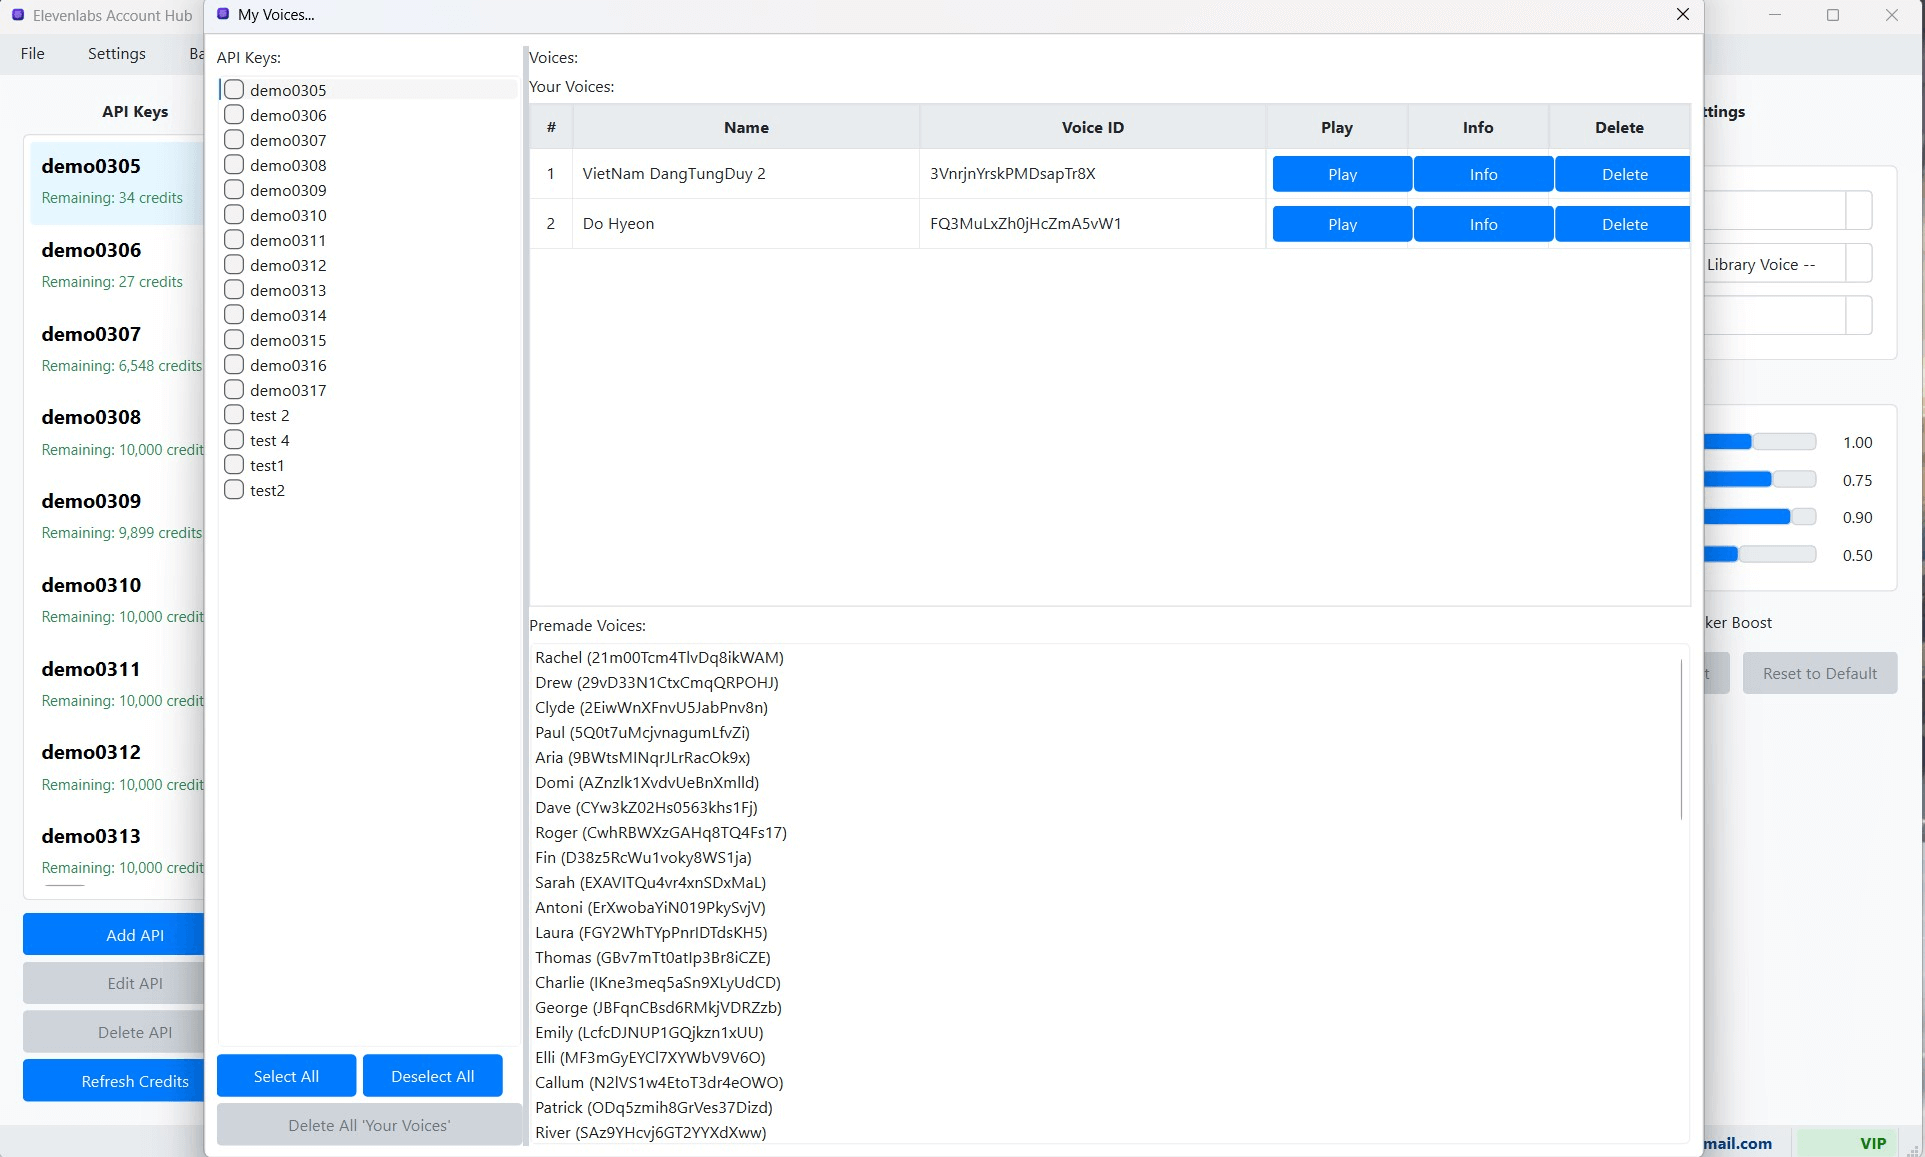 Elevenlabs Account Hub
My Voices...
File
Settings
API Keys
demo0305
Remaining: 34 credits
demo0306
Remaining: 27 credits
demo0307
Remaining: 6,548 credits
demo0308
Remaining: 10,000 credit
demo0309
Remaining: 9,899 credits
demo0310
Remaining: 10,000 credit
demo0311
Remaining: 10,000 credit
demo0312
Remaining: 10,000 credit
demo0313
Remaining: 10,000 credit
Add API
Edit API
Delete API
Refresh Credits
API Keys:
demo0305
demo0306
demo0307
demo0308
demo0309
demo0310
demo0311
demo0312
demo0313
demo0314
demo0315
demo0316
demo0317
test 2
test 4
test1
test2
Select All
Deselect All
Delete All 'Your Voices'
Voices:
Your Voices:
# Name Voice ID Play Info Delete
1 VietNam DangTungDuy 2 3VnrjnYrskPMDsapTr8X Play Info Delete
2 Do Hyeon FQ3MuLxZh0jHcZmA5vW1 Play Info Delete
Premade Voices:
Rachel (21m00Tcm4TlvDq8ikWAM)
Drew (29vD33N1CtxCmqQRPOHJ)
Clyde (2EiwWnXFnvU5JabPnv8n)
Paul (5Q0t7uMcjvnagumLfvZi)
Aria (9BWtsMINqrJLrRacOk9x)
Domi (AZnzlk1XvdvUeBnXmlld)
Dave (CYw3kZ02Hs0563khs1Fj)
Roger (CwhRBWXzGAHq8TQ4Fs17)
Fin (D38z5RcWu1voky8WS1ja)
Sarah (EXAVITQu4vr4xnSDxMaL)
Antoni (ErXwobaYiN019PkySvjV)
Laura (FGY2WhTYpPnrIDTdsKH5)
Thomas (GBv7mTt0atIp3Br8iCZE)
Charlie (IKne3meq5aSn9XLyUdCD)
George (JBFqnCBsd6RMkjVDRZzb)
Emily (LcfcDJNUP1GQjkzn1xUU)
Elli (MF3mGyEYCl7XYWbV9V6O)
Callum (N2lVS1w4EtoT3dr4eOWO)
Patrick (ODq5zmih8GrVes37Dizd)
River (SAz9YHcvj6GT2YYXdXww)
ttings
Library Voice --
1.00
0.75
0.90
0.50
ker Boost
t
Reset to Default
mail.com
VIP